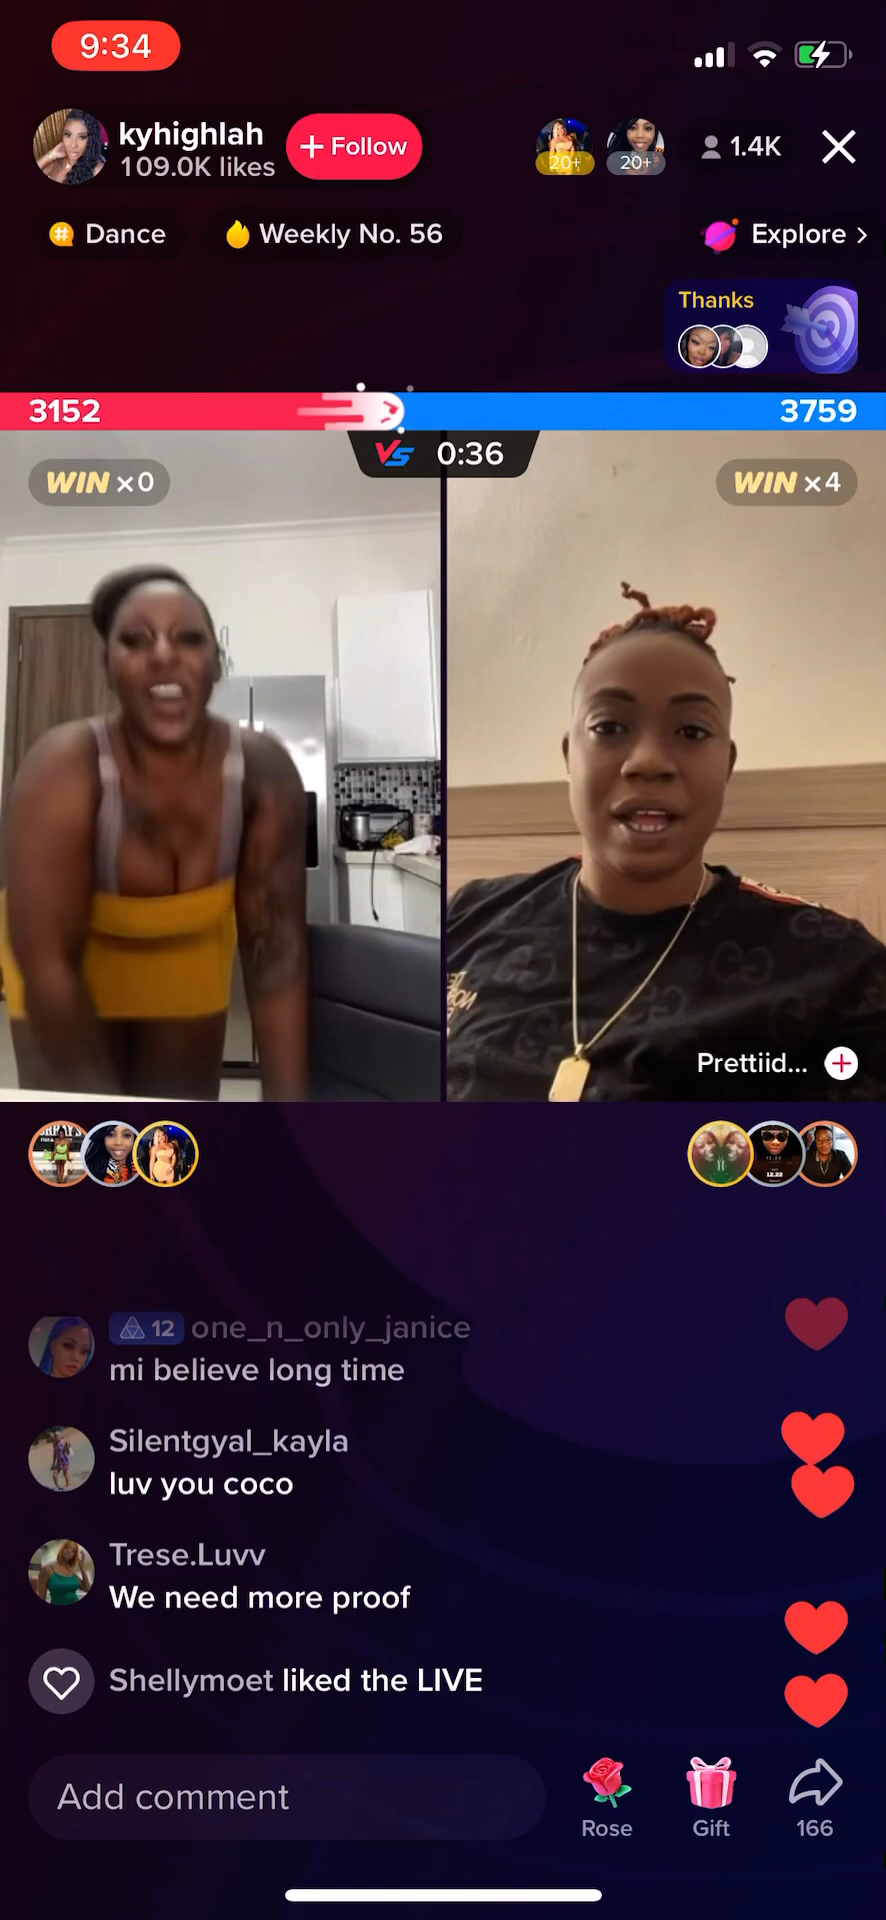 9:34
kyhighlah
109.0K likes
+ Follow
20+
20+
1.4K
Dance
Weekly No. 56
Explore >
Thanks
3152
3759
VS 0:36
WIN x0
WIN x4
Prettiid...
12 one_n_only_janice
mi believe long time
Silentgyal_kayla
luv you coco
Trese.Luvv
We need more proof
Shellymoet liked the LIVE
Add comment
Rose
Gift
166